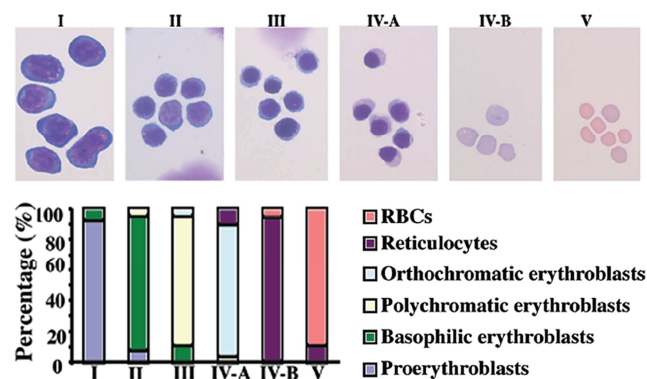 I II III IV-A IV-B V
Percentage (%)
100
80
60
40
20
0
I II III IV-A IV-B V
RBCs
Reticulocytes
Orthochromatic erythroblasts
Polychromatic erythroblasts
Basophilic erythroblasts
Proerythroblasts